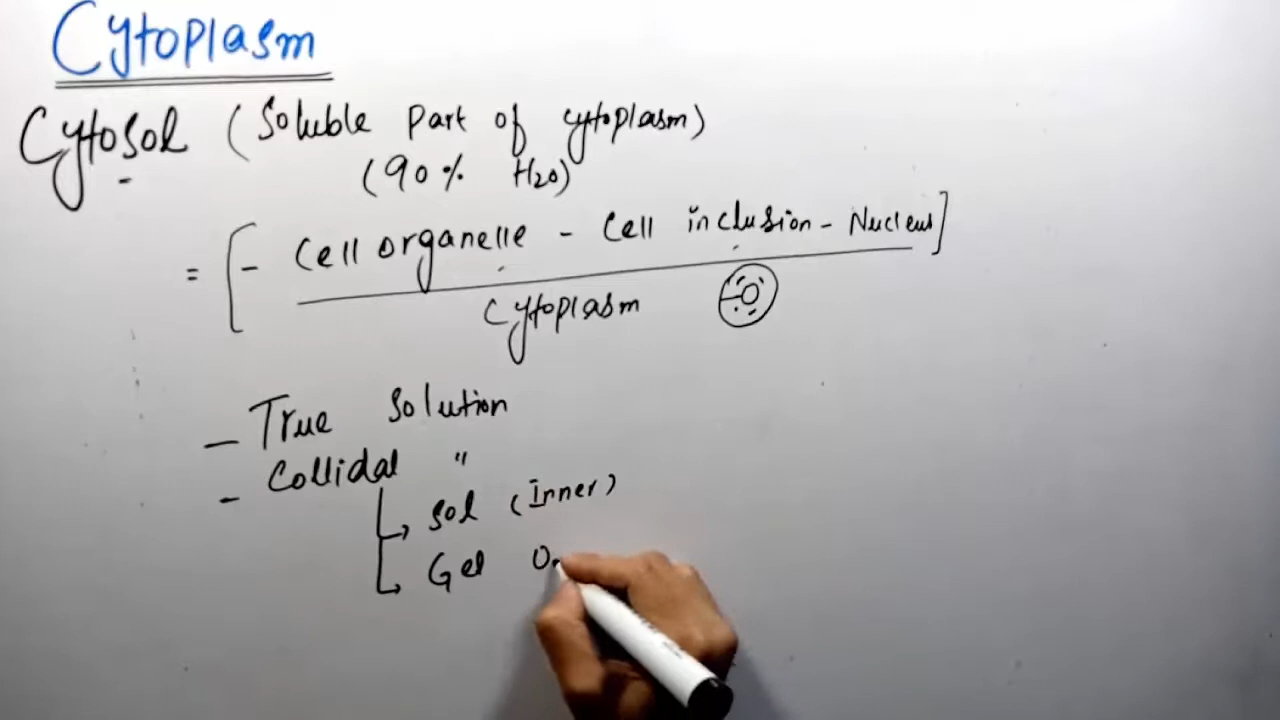 Cytoplasm
Cytosol (Soluble part of cytoplasm)
(90% H2O)
= [ - Cell organelle - Cell inclusion - Nucleus ]
Cytoplasm
- True Solution
- Collidal "
Sol (Inner)
Gel